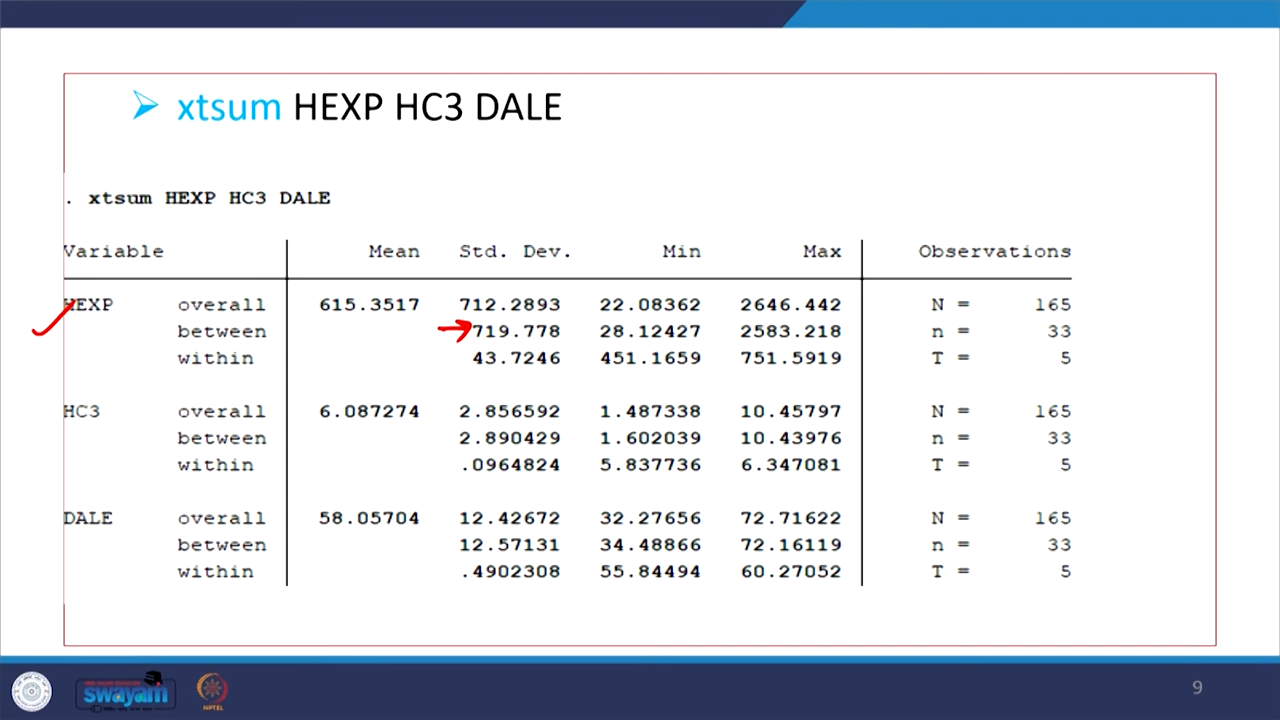 xtsum HEXP HC3 DALE
. xtsum HEXP HC3 DALE
Variable Mean Std. Dev. Min Max Observations
HEXP overall 615.3517 712.2893 22.08362 2646.442 N = 165
between 719.778 28.12427 2583.218 n = 33
within 43.7246 451.1659 751.5919 T = 5
HC3 overall 6.087274 2.856592 1.487338 10.45797 N = 165
between 2.890429 1.602039 10.43976 n = 33
within .0964824 5.837736 6.347081 T = 5
DALE overall 58.05704 12.42672 32.27656 72.71622 N = 165
between 12.57131 34.48866 72.16119 n = 33
within .4902308 55.84494 60.27052 T = 5
swayam
NPTEL
9